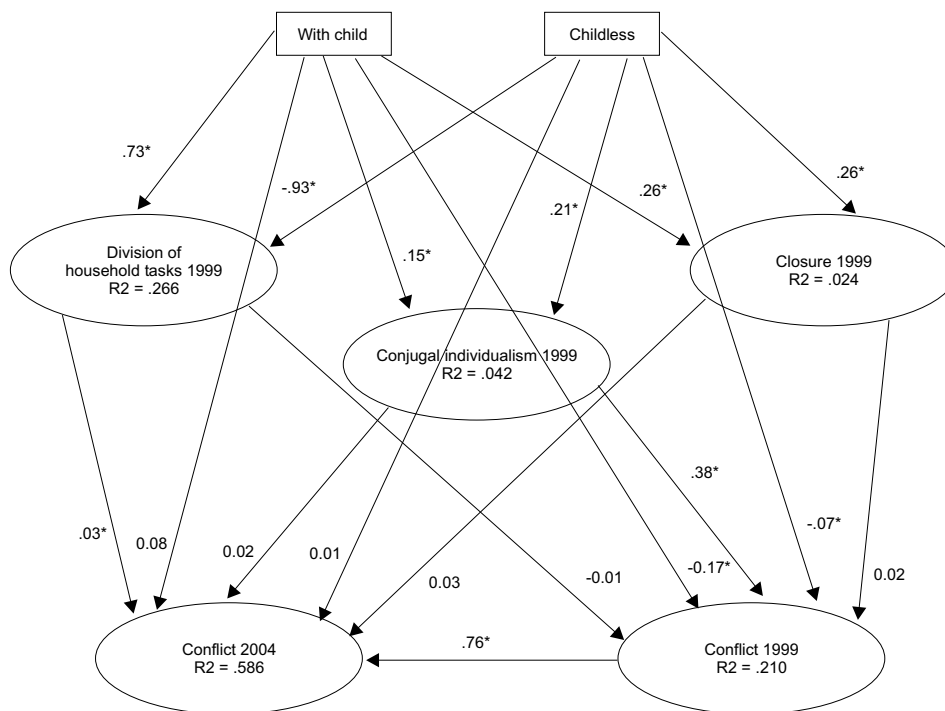 With child
Childless
.73*
-.93*
.15*
.21*
.26*
.26*
Division of
household tasks 1999
R2 = .266
Closure 1999
R2 = .024
Conjugal individualism 1999
R2 = .042
.03*
0.08
0.02
0.01
0.03
-0.01
-0.17*
.38*
-.07*
0.02
Conflict 2004
R2 = .586
.76*
Conflict 1999
R2 = .210